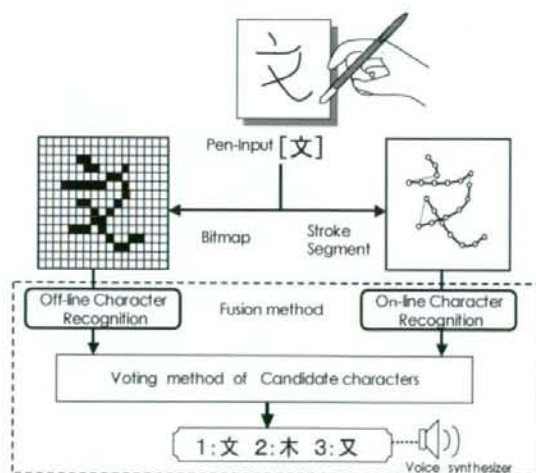 文
Pen-Input [文]
Bitmap
Stroke
Segment
Off-line Character
Recognition
Fusion method
On-line Character
Recognition
Voting method of Candidate characters
1:文 2:木 3:又
Voice synthesizer